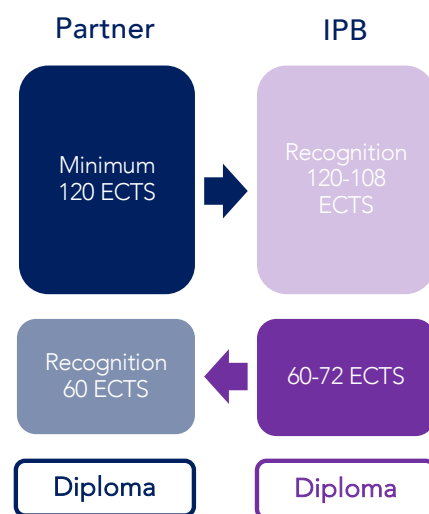 Partner
IPB
Minimum
120 ECTS
Recognition
120-108
ECTS
Recognition
60 ECTS
60-72 ECTS
Diploma
Diploma